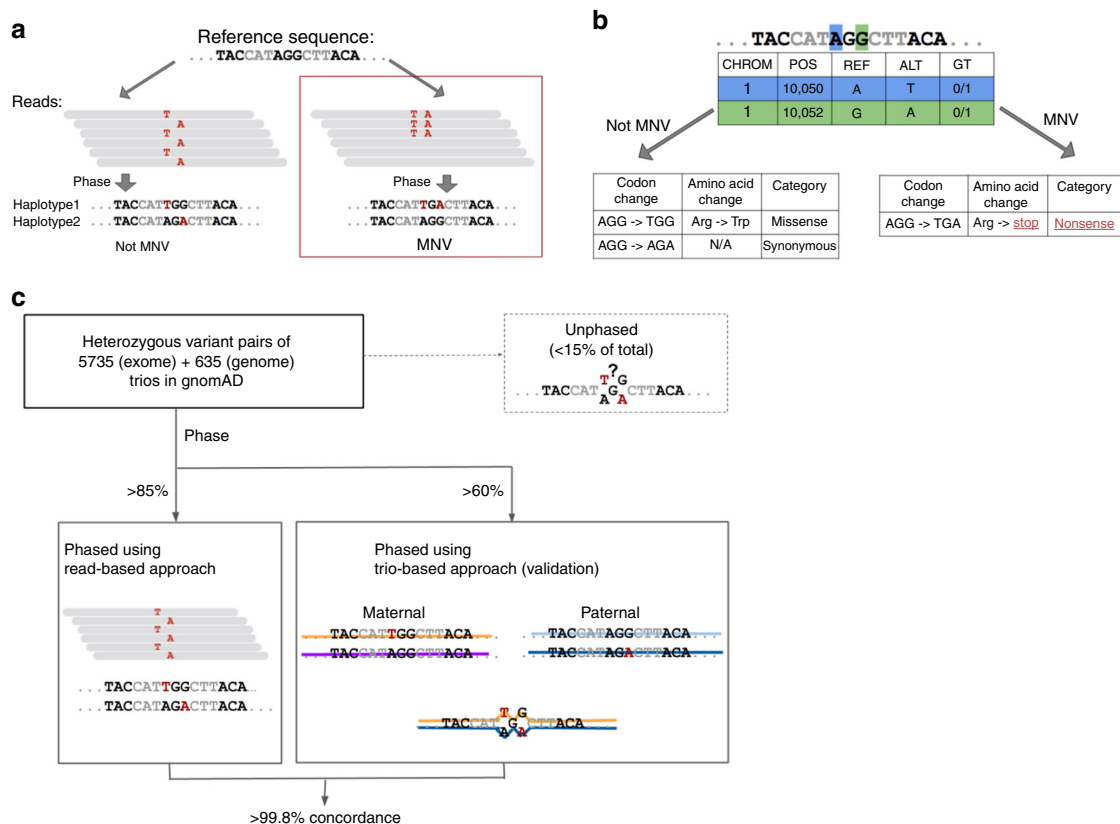 a
Reference sequence:
...TACCATAGGCTTACA...
Reads:
T
A
T
A
T
A
T A
T A
T A
Phase
Phase
Haplotype1 ...TACCATTGGCTTACA...
Haplotype2 ...TACCATAGACTTACA...
Not MNV
...TACCATTGACTTACA...
...TACCATAGGCTTACA...
MNV
b
...TACCATAGGCTTACA...
CHROM POS REF ALT GT
1 10,050 A T 0/1
1 10,052 G A 0/1
Not MNV
MNV
Codon change Amino acid change Category
AGG -> TGG Arg -> Trp Missense
AGG -> AGA N/A Synonymous
Codon change Amino acid change Category
AGG -> TGA Arg -> stop Nonsense
c
Heterozygous variant pairs of
5735 (exome) + 635 (genome)
trios in gnomAD
Unphased
(<15% of total)
?
T G
...TACCAT G CTTACA...
A A
Phase
>85%
>60%
Phased using
read-based approach
T
A
T
A
T
A
...TACCATTGGCTTACA...
...TACCATAGACTTACA...
Phased using
trio-based approach (validation)
Maternal
...TACCATTGGCTTACA...
...TACCATAGGCTTACA...
Paternal
...TACCATAGGCTTACA...
...TACCATAGACTTACA...
T G
...TACCAT G CTTACA...
A A
>99.8% concordance